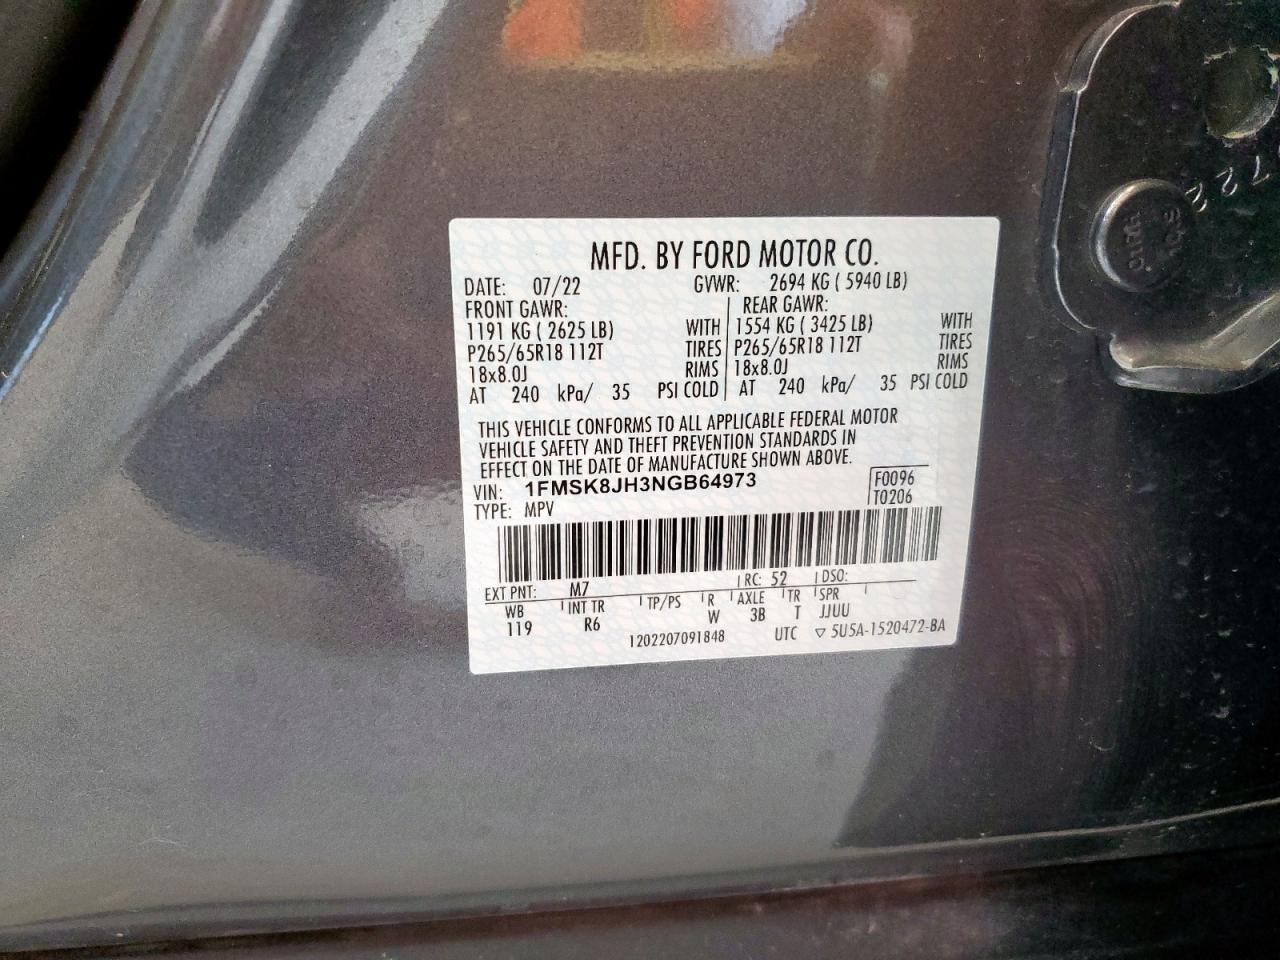 MFD. BY FORD MOTOR CO.
DATE: 07/22 GVWR: 2694 KG ( 5940 LB)
FRONT GAWR: REAR GAWR:
1191 KG ( 2625 LB) WITH 1554 KG ( 3425 LB) WITH
P265/65R18 112T TIRES P265/65R18 112T TIRES
18x8.0J RIMS 18x8.0J RIMS
AT 240 kPa/ 35 PSI COLD AT 240 kPa/ 35 PSI COLD
THIS VEHICLE CONFORMS TO ALL APPLICABLE FEDERAL MOTOR
VEHICLE SAFETY AND THEFT PREVENTION STANDARDS IN
EFFECT ON THE DATE OF MANUFACTURE SHOWN ABOVE.
VIN: 1FMSK8JH3NGB64973 F0096
TYPE: MPV T0206
EXT PNT: M7 RC: 52 DSO:
WB INT TR TP/PS R AXLE TR SPR
119 R6 W 3B T JJUU
1202207091848 UTC ▽ 5U5A-1520472-BA